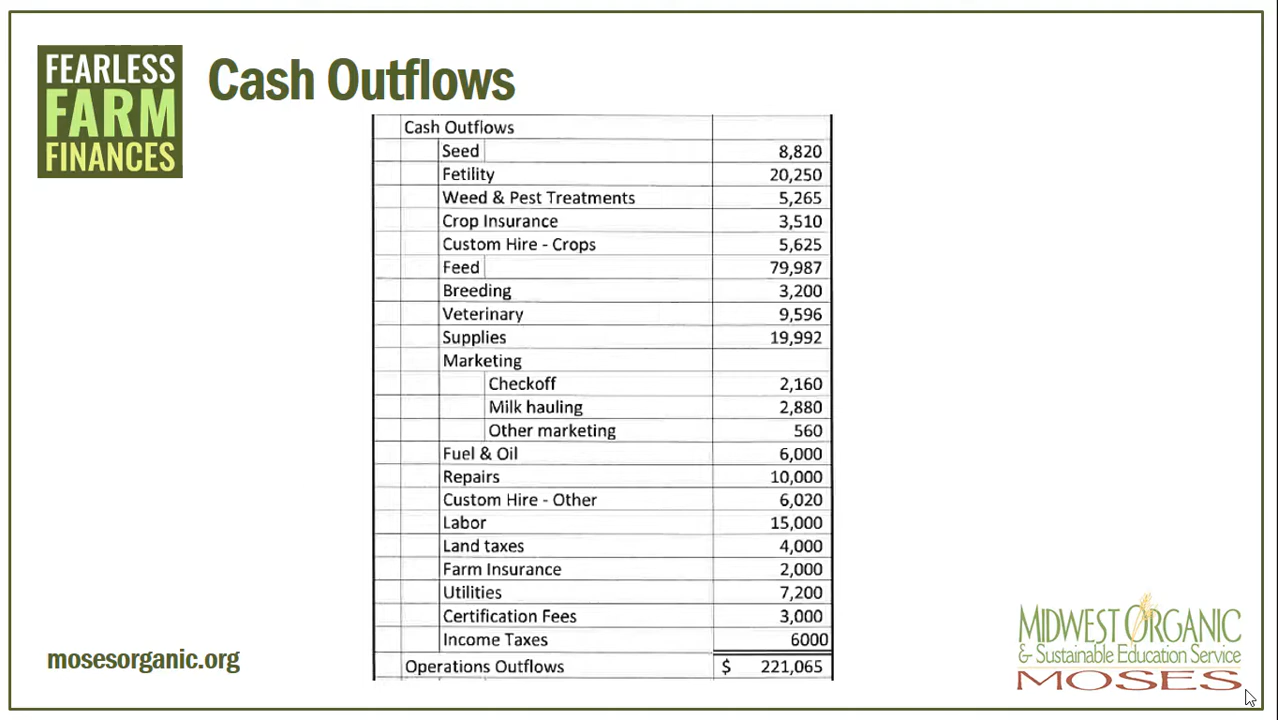 FEARLESS
FARM
FINANCES
Cash Outflows
Cash Outflows
Seed 8,820
Fetility 20,250
Weed & Pest Treatments 5,265
Crop Insurance 3,510
Custom Hire - Crops 5,625
Feed 79,987
Breeding 3,200
Veterinary 9,596
Supplies 19,992
Marketing
Checkoff 2,160
Milk hauling 2,880
Other marketing 560
Fuel & Oil 6,000
Repairs 10,000
Custom Hire - Other 6,020
Labor 15,000
Land taxes 4,000
Farm Insurance 2,000
Utilities 7,200
Certification Fees 3,000
Income Taxes 6000
Operations Outflows $ 221,065
mosesorganic.org
MIDWEST ORGANIC
& Sustainable Education Service
MOSES